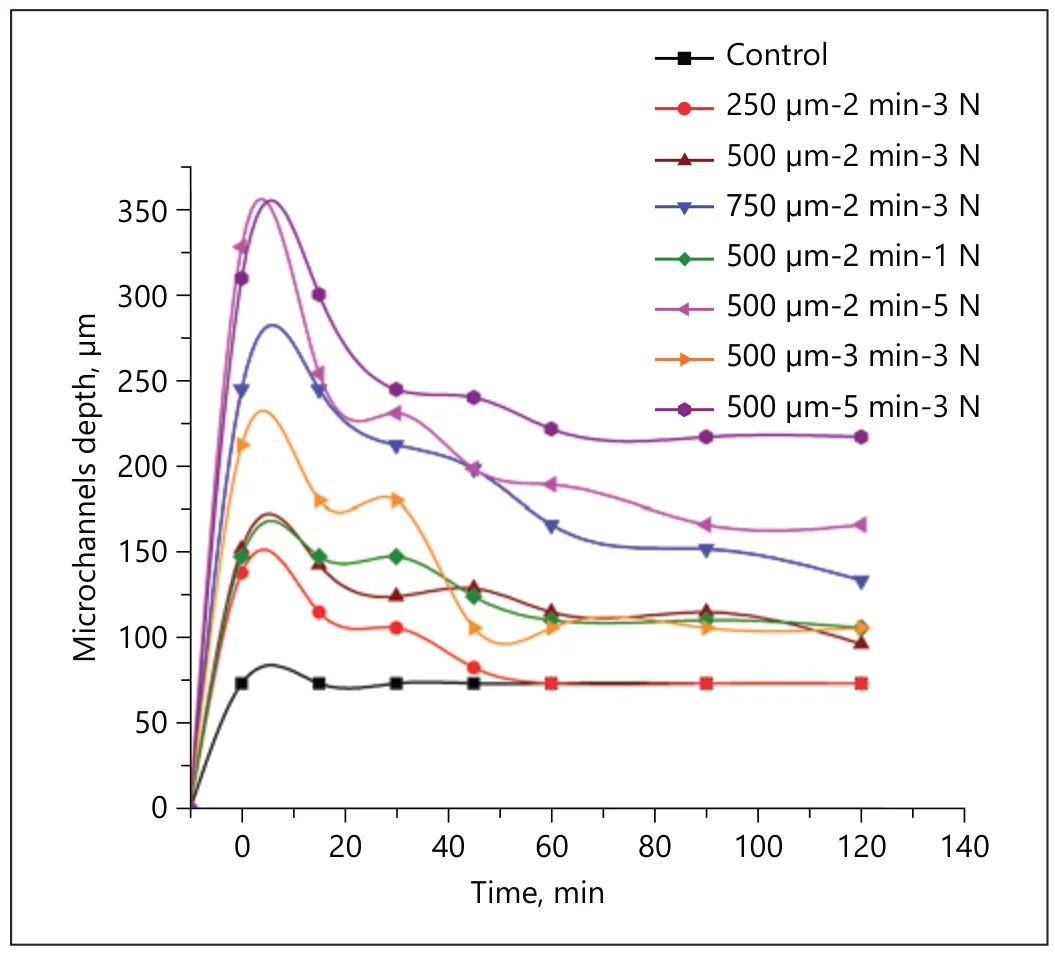 Control
250 µm-2 min-3 N
500 µm-2 min-3 N
750 µm-2 min-3 N
500 µm-2 min-1 N
500 µm-2 min-5 N
500 µm-3 min-3 N
500 µm-5 min-3 N
Microchannels depth, µm
350
300
250
200
150
100
50
0
0 20 40 60 80 100 120 140
Time, min